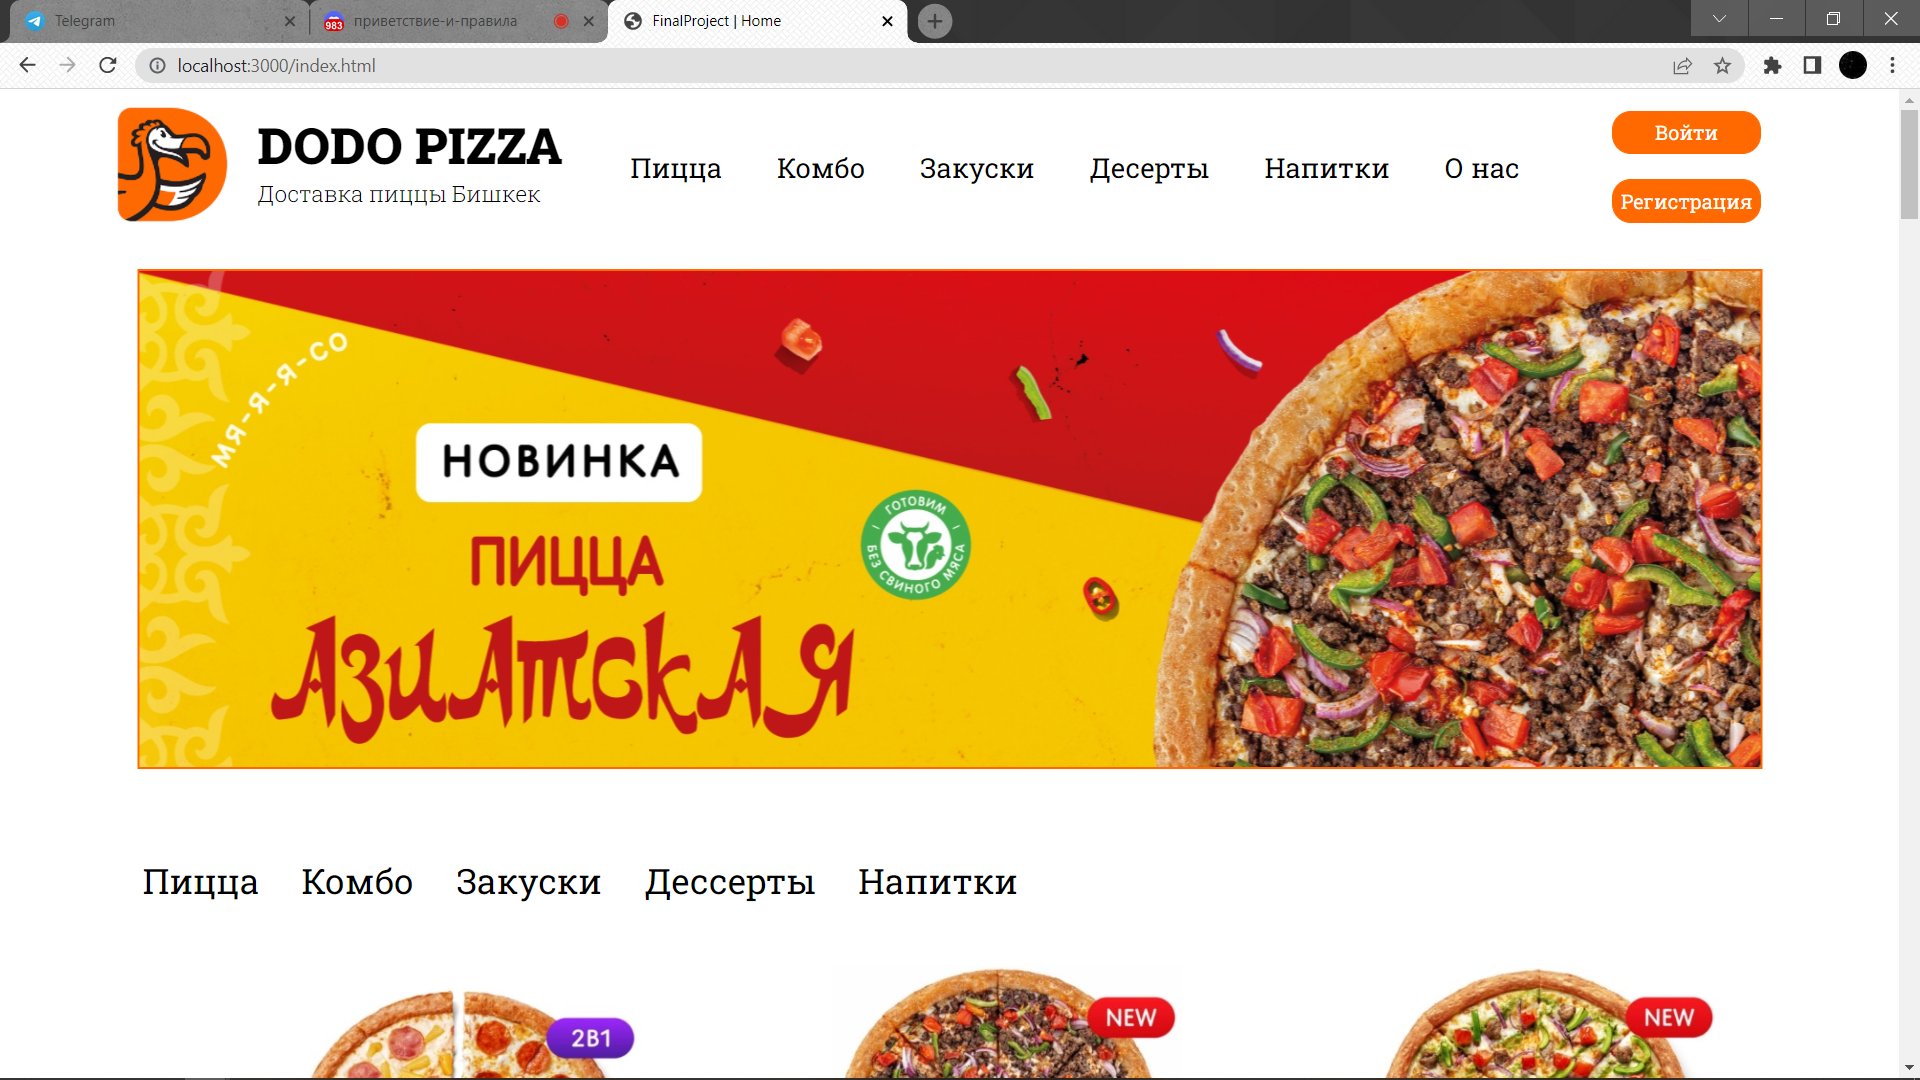 Telegram
983
приветствие-и-правила
FinalProject | Home
localhost:3000/index.html
DODO PIZZA
Доставка пиццы Бишкек
Пицца
Комбо
Закуски
Десерты
Напитки
О нас
Войти
Регистрация
МЯ-Я-Я-СО
НОВИНКА
ПИЦЦА
АЗИАТСКАЯ
ГОТОВИМ
БЕЗ СВИНОГО МЯСА
Пицца
Комбо
Закуски
Дессерты
Напитки
2В1
NEW
NEW